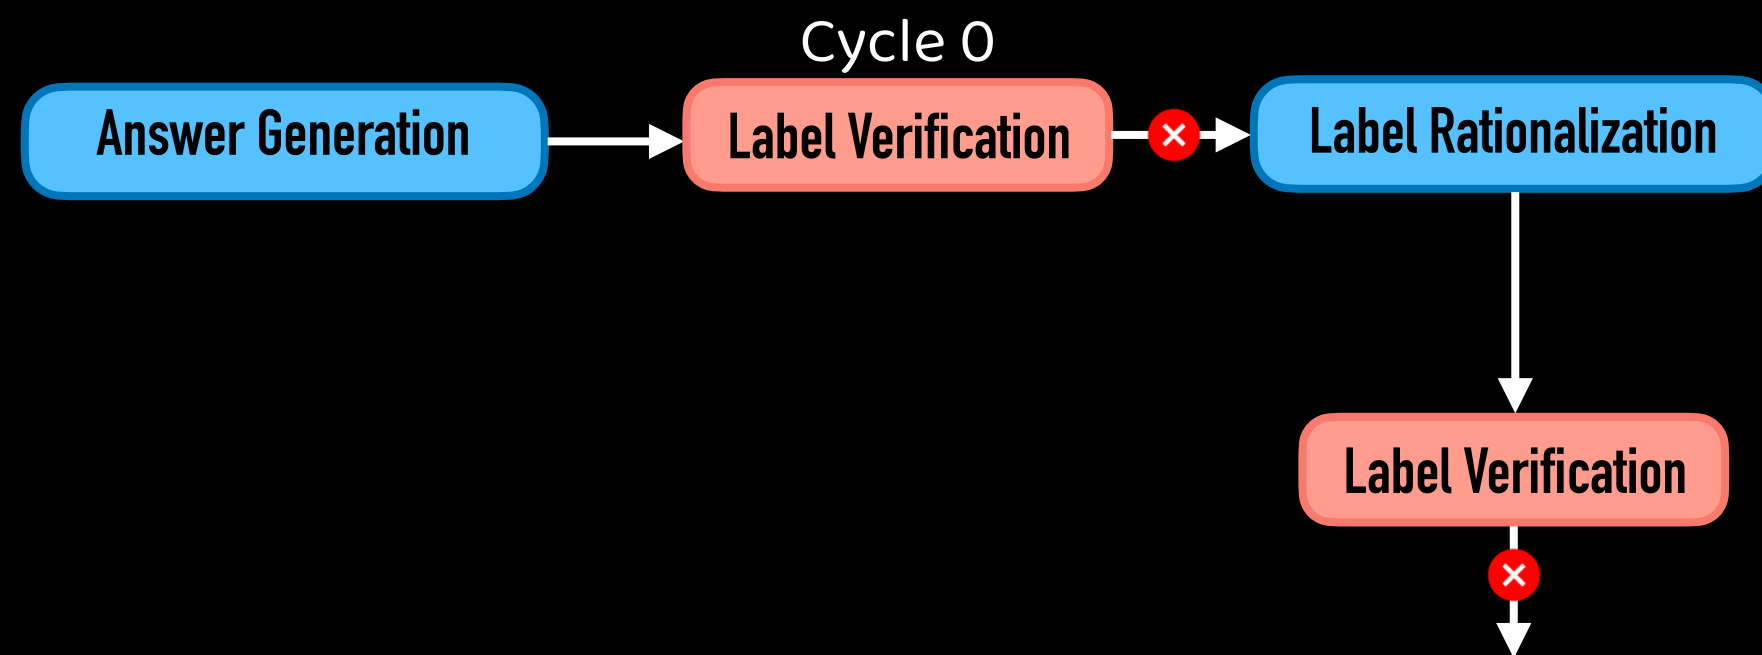 Cycle 0
Answer Generation
Label Verification
Label Rationalization
Label Verification